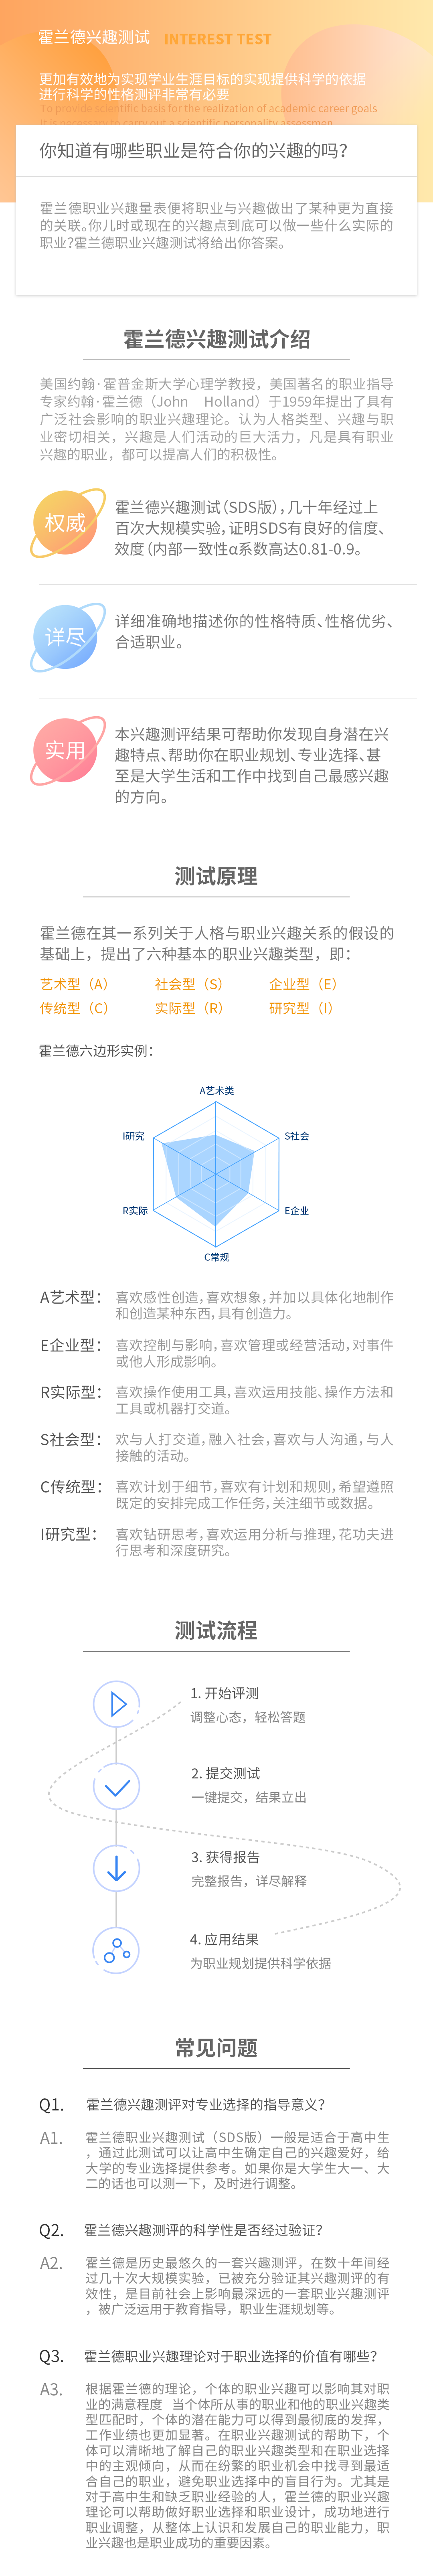 霍兰德兴趣测试 INTEREST TEST
更加有效地为实现学业生涯目标的实现提供科学的依据
进行科学的性格测评非常有必要
To provide scientific basis for the realization of academic career goals
It is necessary to carry out a scientific personality assessmen
你知道有哪些职业是符合你的兴趣的吗？
霍兰德职业兴趣量表便将职业与兴趣做出了某种更为直接
的关联。你儿时或现在的兴趣点到底可以做一些什么实际的
职业？霍兰德职业兴趣测试将给出你答案。
霍兰德兴趣测试介绍
美国约翰·霍普金斯大学心理学教授，美国著名的职业指导
专家约翰·霍兰德（John Holland）于1959年提出了具有
广泛社会影响的职业兴趣理论。认为人格类型、兴趣与职
业密切相关，兴趣是人们活动的巨大活力，凡是具有职业
兴趣的职业，都可以提高人们的积极性。
权威
霍兰德兴趣测试（SDS版），几十年经过上
百次大规模实验，证明SDS有良好的信度、
效度（内部一致性α系数高达0.81-0.9。
详尽
详细准确地描述你的性格特质、性格优劣、
合适职业。
实用
本兴趣测评结果可帮助你发现自身潜在兴
趣特点、帮助你在职业规划、专业选择、甚
至是大学生活和工作中找到自己最感兴趣
的方向。
测试原理
霍兰德在其一系列关于人格与职业兴趣关系的假设的
基础上，提出了六种基本的职业兴趣类型，即：
艺术型（A） 社会型（S） 企业型（E）
传统型（C） 实际型（R） 研究型（I）
霍兰德六边形实例：
A艺术类
I研究
S社会
R实际
E企业
C常规
A艺术型： 喜欢感性创造，喜欢想象，并加以具体化地制作
和创造某种东西，具有创造力。
E企业型： 喜欢控制与影响，喜欢管理或经营活动，对事件
或他人形成影响。
R实际型： 喜欢操作使用工具，喜欢运用技能、操作方法和
工具或机器打交道。
S社会型： 欢与人打交道，融入社会，喜欢与人沟通，与人
接触的活动。
C传统型： 喜欢计划于细节，喜欢有计划和规则，希望遵照
既定的安排完成工作任务，关注细节或数据。
I研究型： 喜欢钻研思考，喜欢运用分析与推理，花功夫进
行思考和深度研究。
测试流程
1. 开始评测
调整心态，轻松答题
2. 提交测试
一键提交，结果立出
3. 获得报告
完整报告，详尽解释
4. 应用结果
为职业规划提供科学依据
常见问题
Q1. 霍兰德兴趣测评对专业选择的指导意义？
A1. 霍兰德职业兴趣测试（SDS版）一般是适合于高中生
，通过此测试可以让高中生确定自己的兴趣爱好，给
大学的专业选择提供参考。如果你是大学生大一、大
二的话也可以测一下，及时进行调整。
Q2. 霍兰德兴趣测评的科学性是否经过验证？
A2. 霍兰德是历史最悠久的一套兴趣测评，在数十年间经
过几十次大规模实验，已被充分验证其兴趣测评的有
效性，是目前社会上影响最深远的一套职业兴趣测评
，被广泛运用于教育指导，职业生涯规划等。
Q3. 霍兰德职业兴趣理论对于职业选择的价值有哪些？
A3. 根据霍兰德的理论，个体的职业兴趣可以影响其对职
业的满意程度 当个体所从事的职业和他的职业兴趣类
型匹配时，个体的潜在能力可以得到最彻底的发挥，
工作业绩也更加显著。在职业兴趣测试的帮助下，个
体可以清晰地了解自己的职业兴趣类型和在职业选择
中的主观倾向，从而在纷繁的职业机会中找寻到最适
合自己的职业，避免职业选择中的盲目行为。尤其是
对于高中生和缺乏职业经验的人，霍兰德的职业兴趣
理论可以帮助做好职业选择和职业设计，成功地进行
职业调整，从整体上认识和发展自己的职业能力，职
业兴趣也是职业成功的重要因素。